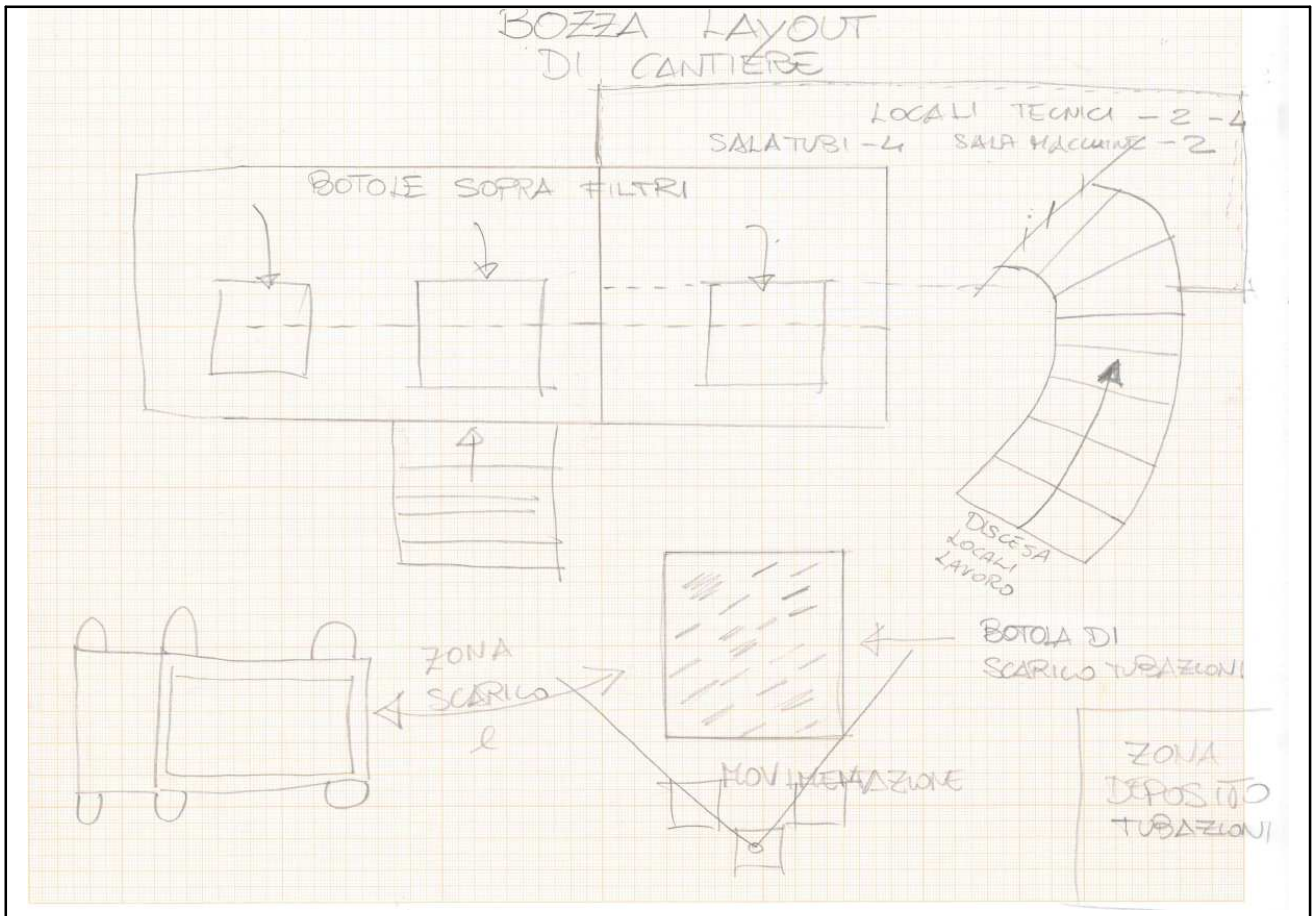 BOZZA LAYOUT
DI CANTIERE
LOCALI TECNICI - 2 - 4
SALA TUBI - 4 SALA MACCHINE - 2
BOTOLE SOPRA FILTRI
DISCESA
LOCALI
LAVORO
ZONA
SCARICO
e
MOVIMENTAZIONE
BOTOLA DI
SCARICO TUBAZIONI
ZONA
DEPOSITO
TUBAZIONI